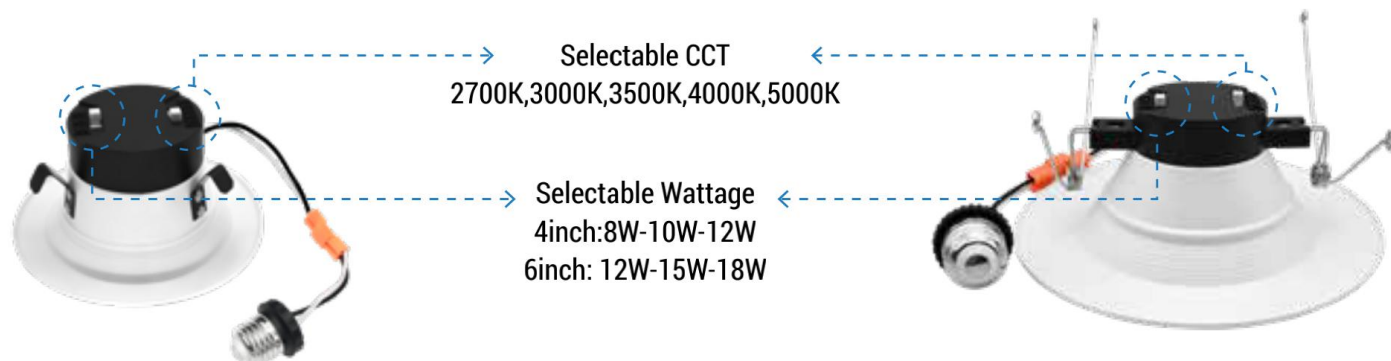 Selectable CCT
2700K,3000K,3500K,4000K,5000K
Selectable Wattage
4inch:8W-10W-12W
6inch: 12W-15W-18W